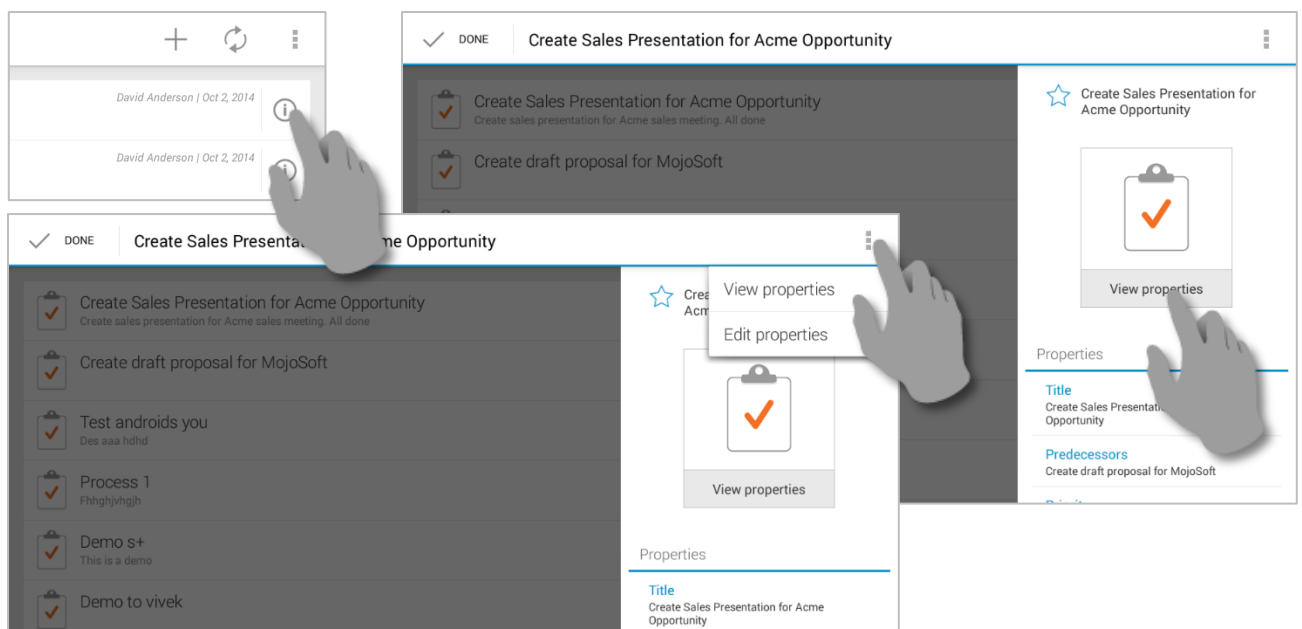 David Anderson | Oct 2, 2014
David Anderson | Oct 2, 2014
DONE Create Sales Presentation for Acme Opportunity
Create Sales Presentation for Acme Opportunity
Create sales presentation for Acme sales meeting. All done
Create draft proposal for MojoSoft
Create Sales Presentation for
Acme Opportunity
View properties
Properties
Title
Create Sales
Opportunity
Predecessors
Create draft proposal for MojoSoft
DONE Create Sales Opportunity
Create Sales Presentation for Acme Opportunity
Create sales presentation for Acme sales meeting. All done
Create draft proposal for MojoSoft
Test androids you
Des aaa hdhd
Process 1
Fhhghjvhgjh
Demo s+
This is a demo
Demo to vivek
View properties
Edit properties
View properties
Properties
Title
Create Sales Presentation for Acme
Opportunity